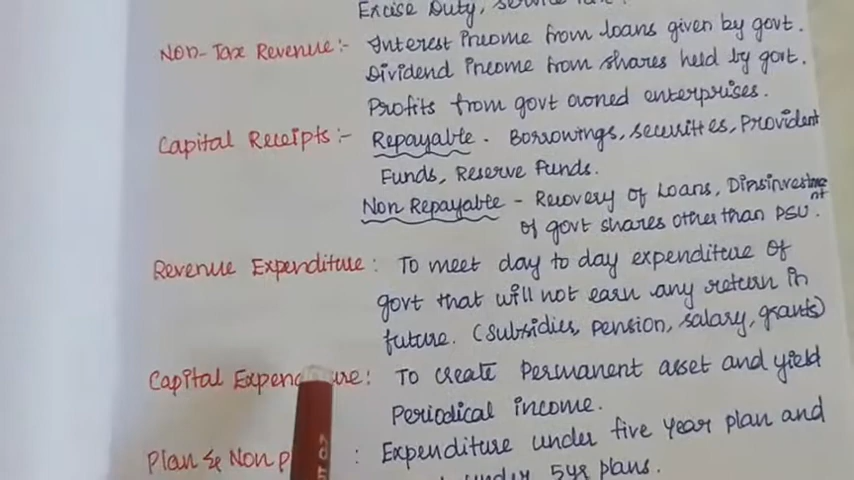 Excise Duty, Service
Non-Tax Revenue:- Interest income from loans given by govt.
Dividend income from shares held by govt.
Profits from govt owned enterprises.
Capital Receipts:- Repayable. Borrowings, securities, Provident
Funds, Reserve Funds.
Non Repayable - Recovery of Loans, Disinvestment
of govt shares other than PSU.
Revenue Expenditure: To meet day to day expenditure of
govt that will not earn any return in
future. (subsidies, pension, salary, grants)
Capital Expenditure: To create Permanent asset and yield
Periodical income.
Plan & Non P : Expenditure under five year plan and
under 5yr plans.